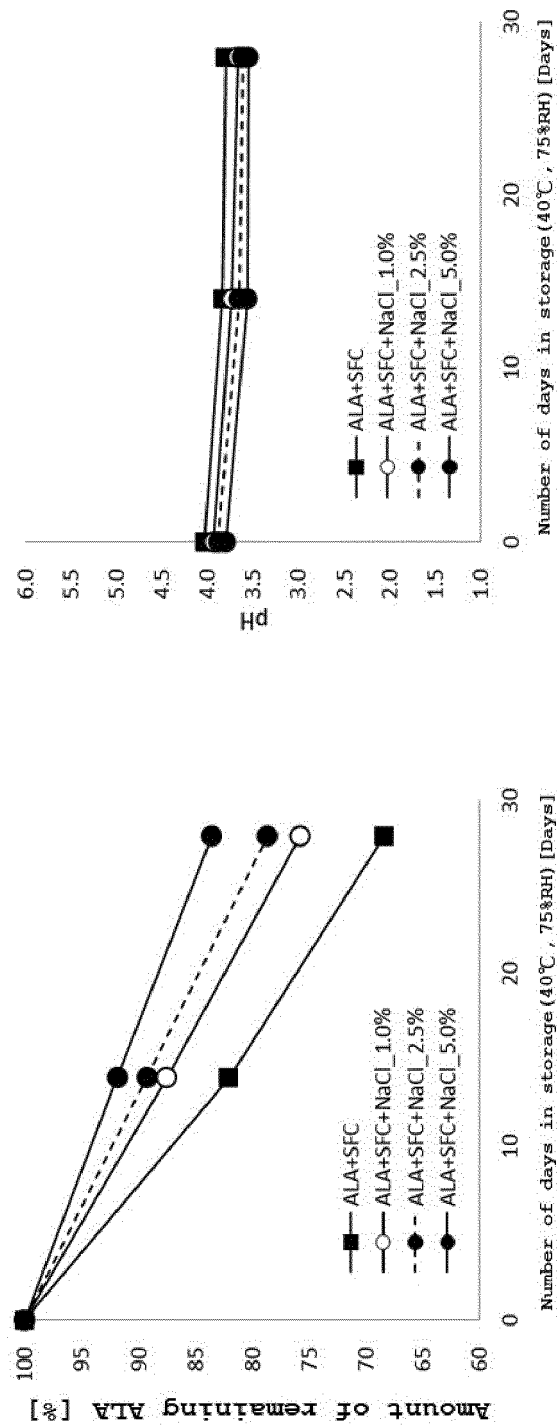 Amount of remaining ALA [%]
100
95
90
85
80
75
70
65
60
ALA+SFC
ALA+SFC+NaCl_1.0%
ALA+SFC+NaCl_2.5%
ALA+SFC+NaCl_5.0%
0
10
20
30
Number of days in storage(40℃, 75%RH) [Days]
pH
6.0
5.5
5.0
4.5
4.0
3.5
3.0
2.5
2.0
1.5
1.0
ALA+SFC
ALA+SFC+NaCl_1.0%
ALA+SFC+NaCl_2.5%
ALA+SFC+NaCl_5.0%
0
10
20
30
Number of days in storage(40℃, 75%RH) [Days]